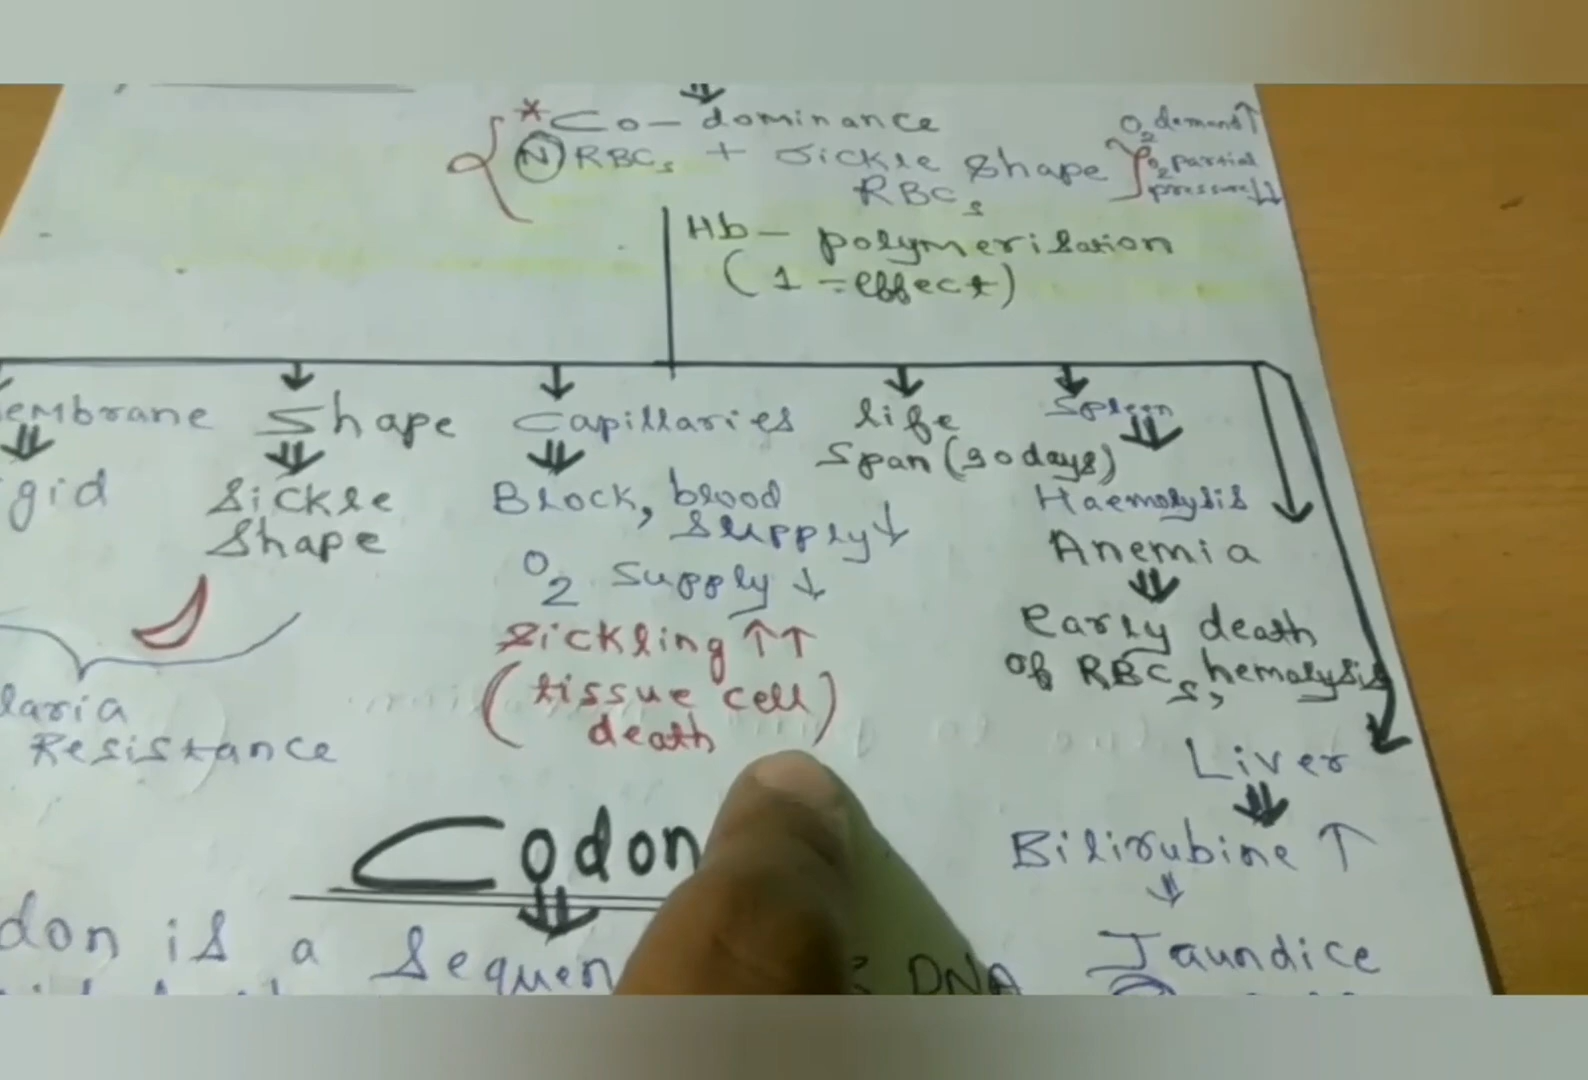 * Co-dominance
O2 demand↑
(N) RBCs + sickle shape RBCs
O2 partial pressure↓↓
Hb - polymerisation
(1 = effect)
embrane
Shape
Capillaries
life span (30 days)
Spleen
gid
Sickle shape
Block, blood supply↓
O2 supply ↓
Sickling ↑↑
(tissue cell death)
Haemolysis
Anemia
early death of RBCs, hemolysis
laria
Resistance
Liver
Bilirubine ↑
Jaundice
Codon
don is a sequen
DNA